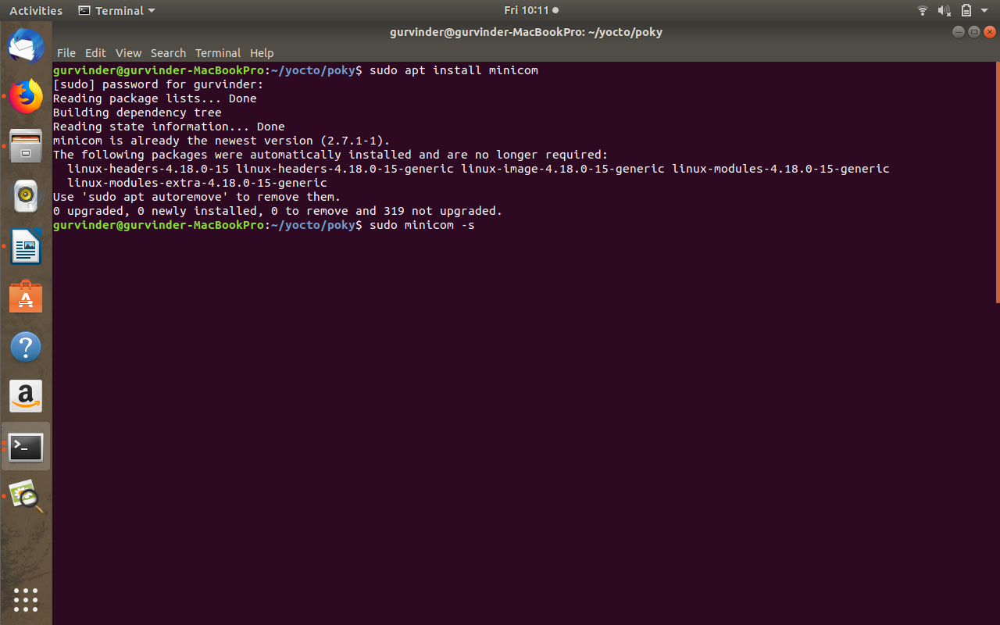 Activities Terminal Fri 10:11
gurvinder@gurvinder-MacBookPro: ~/yocto/poky
File Edit View Search Terminal Help
gurvinder@gurvinder-MacBookPro:~/yocto/poky$ sudo apt install minicom
[sudo] password for gurvinder:
Reading package lists... Done
Building dependency tree
Reading state information... Done
minicom is already the newest version (2.7.1-1).
The following packages were automatically installed and are no longer required:
  linux-headers-4.18.0-15 linux-headers-4.18.0-15-generic linux-image-4.18.0-15-generic linux-modules-4.18.0-15-generic
  linux-modules-extra-4.18.0-15-generic
Use 'sudo apt autoremove' to remove them.
0 upgraded, 0 newly installed, 0 to remove and 319 not upgraded.
gurvinder@gurvinder-MacBookPro:~/yocto/poky$ sudo minicom -s